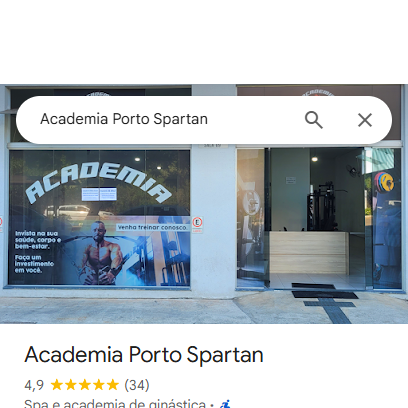 Academia Porto Spartan
ACADEMIA
Venha treinar conosco.
Invista na sua
saúde, corpo e
bem-estar.
Faça um
investimento
em você.
E
Academia Porto Spartan
4,9 (34)
Spa e academia de ginástica ·